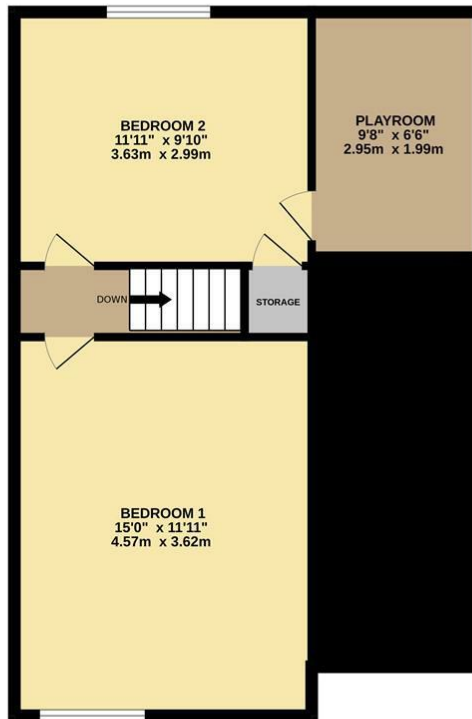 BEDROOM 2
11'11" x 9'10"
3.63m x 2.99m
PLAYROOM
9'8" x 6'6"
2.95m x 1.99m
DOWN
STORAGE
BEDROOM 1
15'0" x 11'11"
4.57m x 3.62m